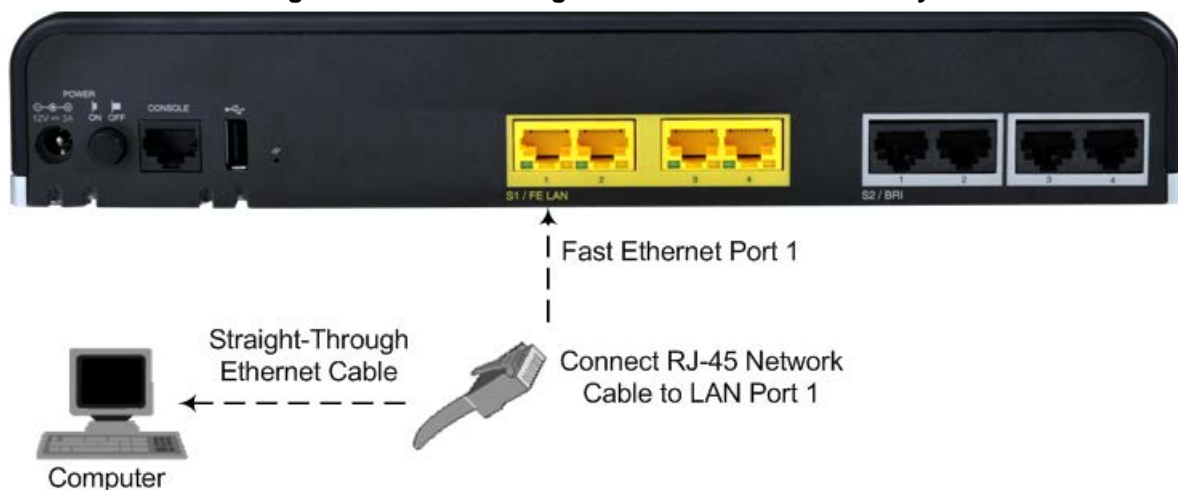 POWER
ON OFF
12V 3A
CONSOLE
1 2 3 4
S1 / FE LAN
1 2 3 4
S2 / BRI
Fast Ethernet Port 1
Straight-Through
Ethernet Cable
Connect RJ-45 Network
Cable to LAN Port 1
Computer